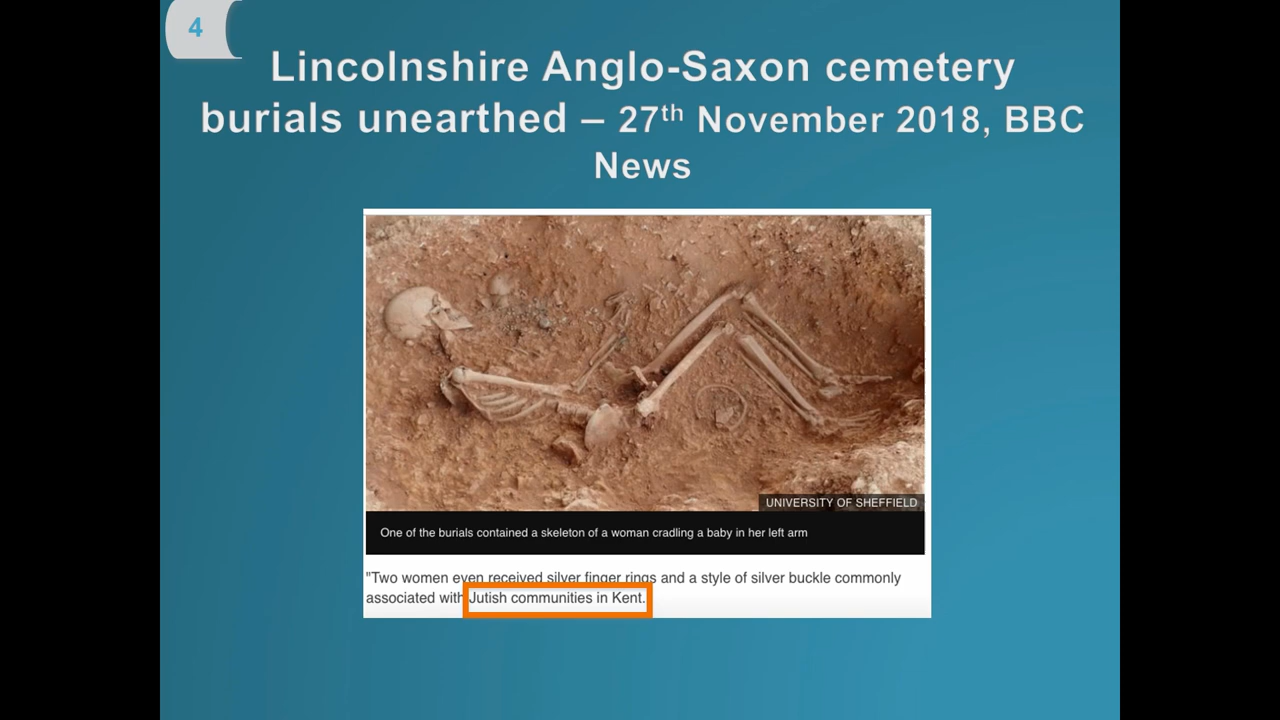 4
Lincolnshire Anglo-Saxon cemetery
burials unearthed – 27th November 2018, BBC
News
UNIVERSITY OF SHEFFIELD
One of the burials contained a skeleton of a woman cradling a baby in her left arm
"Two women even received silver finger rings and a style of silver buckle commonly
associated with Jutish communities in Kent.